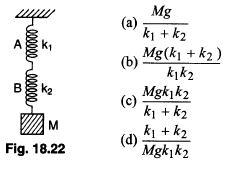 A k₁
B k₂
M
Fig. 18.22
(a) Mg / (k₁ + k₂)
(b) Mg(k₁ + k₂) / k₁k₂
(c) Mgk₁k₂ / (k₁ + k₂)
(d) (k₁ + k₂) / Mgk₁k₂